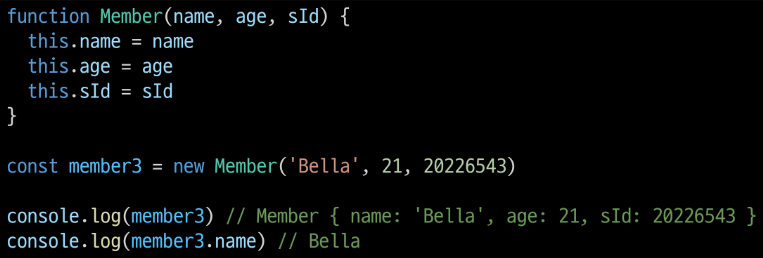 function Member(name, age, sId) {
  this.name = name
  this.age = age
  this.sId = sId
}

const member3 = new Member('Bella', 21, 20226543)

console.log(member3) // Member { name: 'Bella', age: 21, sId: 20226543 }
console.log(member3.name) // Bella